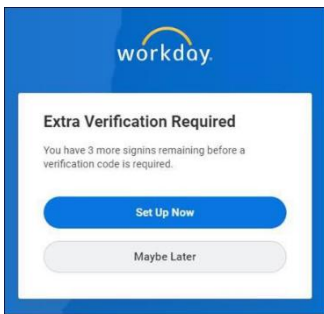 workday.
Extra Verification Required
You have 3 more signins remaining before a
verification code is required.
Set Up Now
Maybe Later